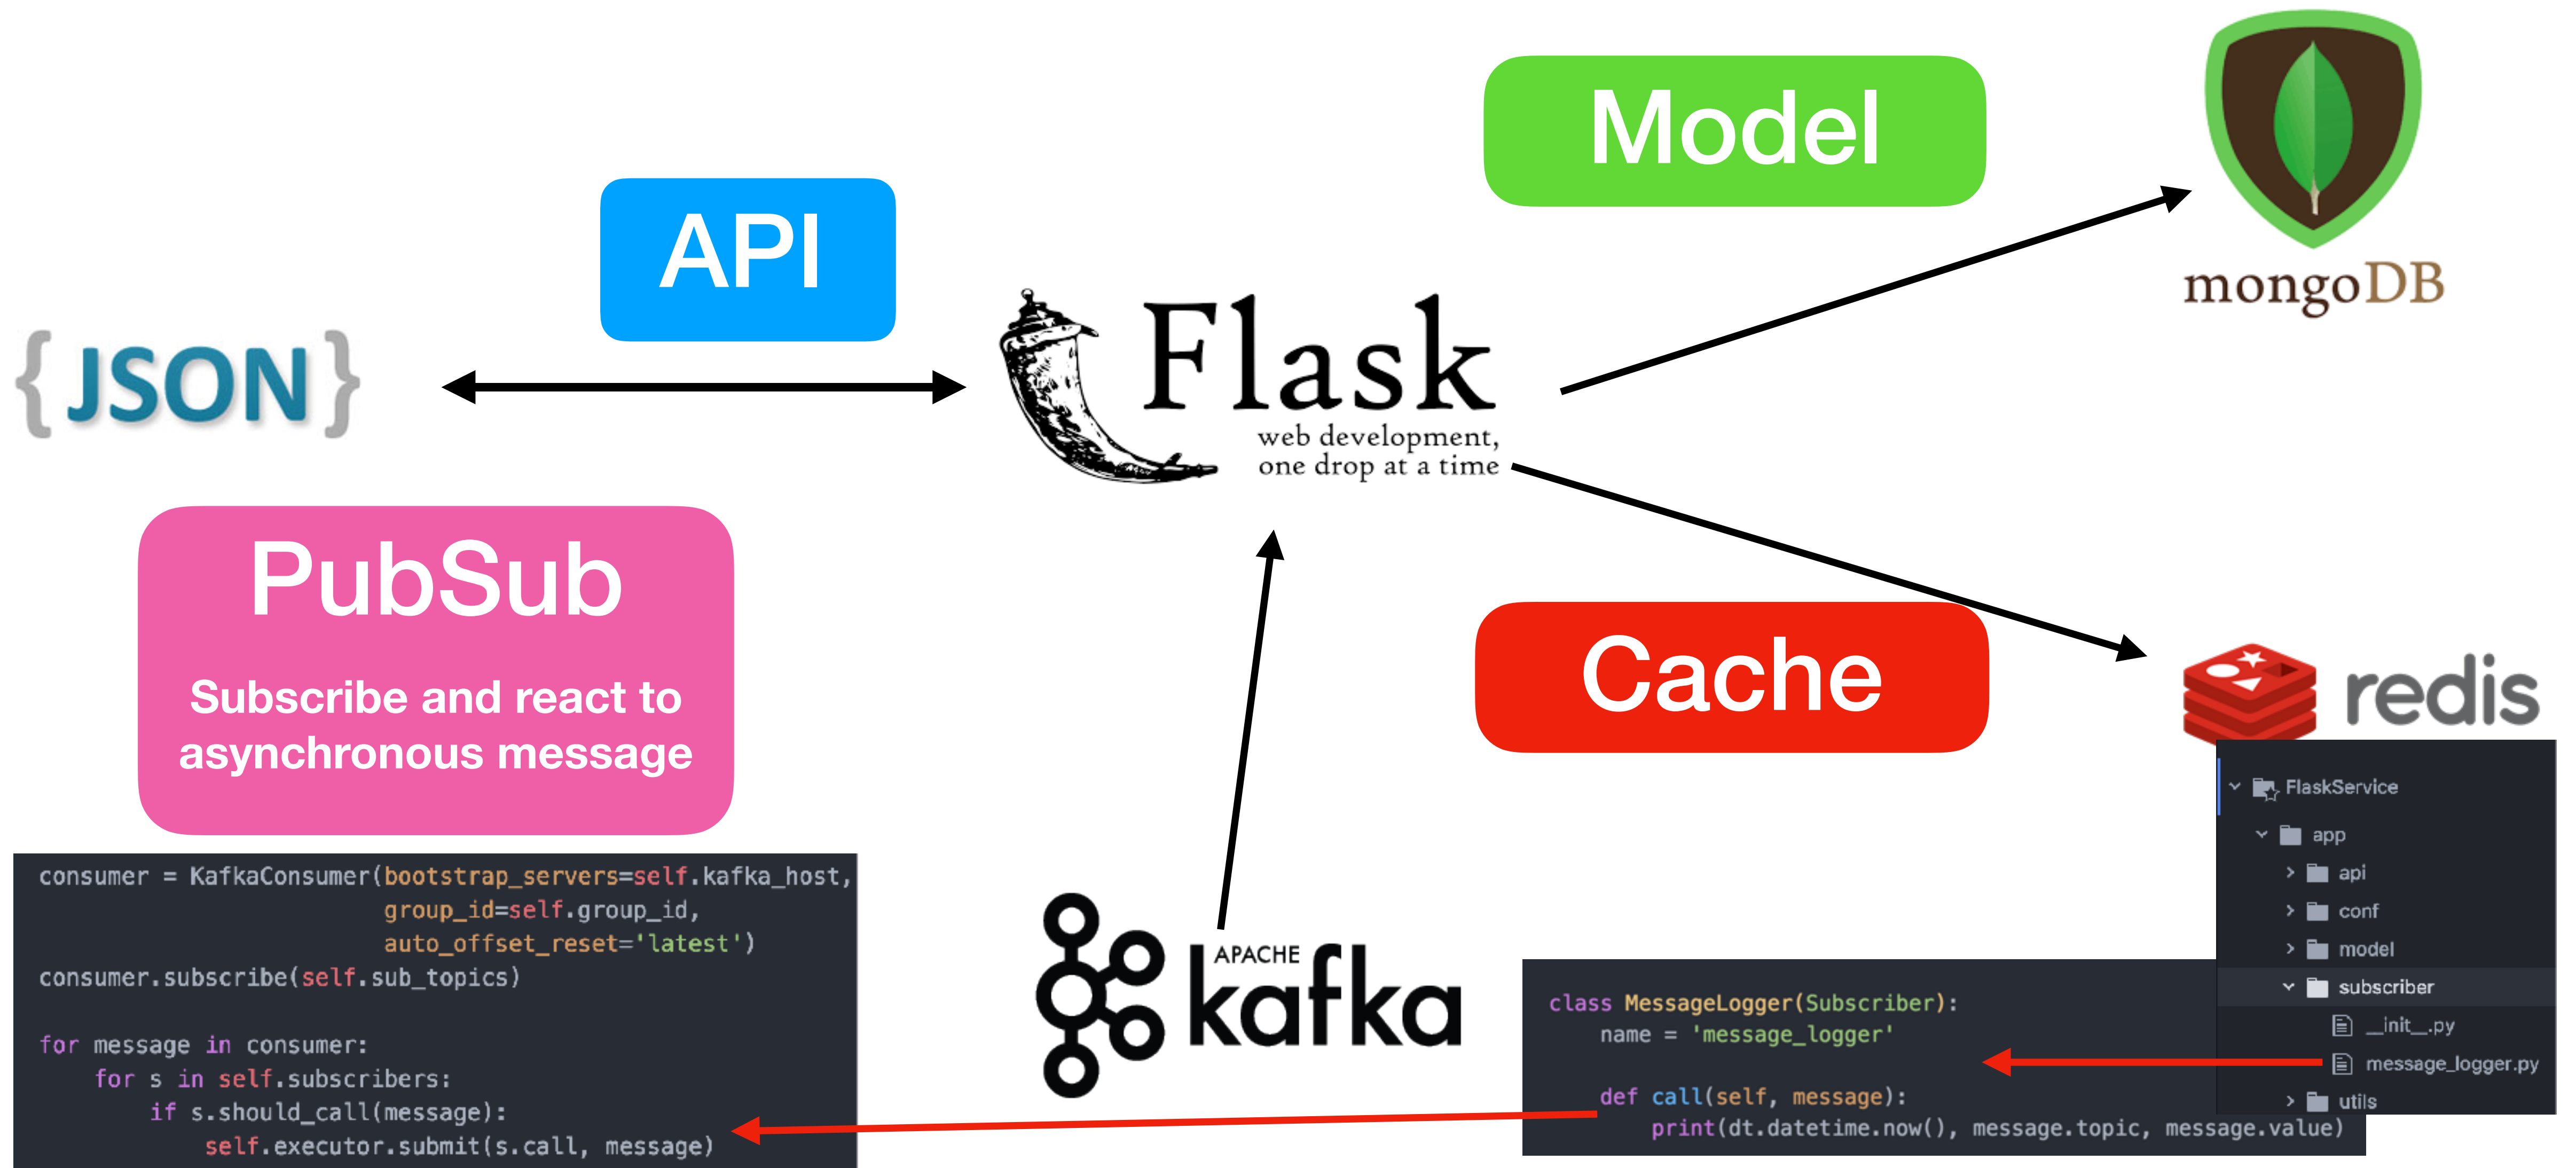 Model
mongoDB
API
{JSON}
Flask
web development,
one drop at a time
PubSub
Subscribe and react to
asynchronous message
Cache
redis
consumer = KafkaConsumer(bootstrap_servers=self.kafka_host,
group_id=self.group_id,
auto_offset_reset='latest')
consumer.subscribe(self.sub_topics)
for message in consumer:
for s in self.subscribers:
if s.should_call(message):
self.executor.submit(s.call, message)
APACHE
kafka
class MessageLogger(Subscriber):
name = 'message_logger'
def call(self, message):
print(dt.datetime.now(), message.topic, message.value)
FlaskService
app
api
conf
model
subscriber
__init__.py
message_logger.py
utils